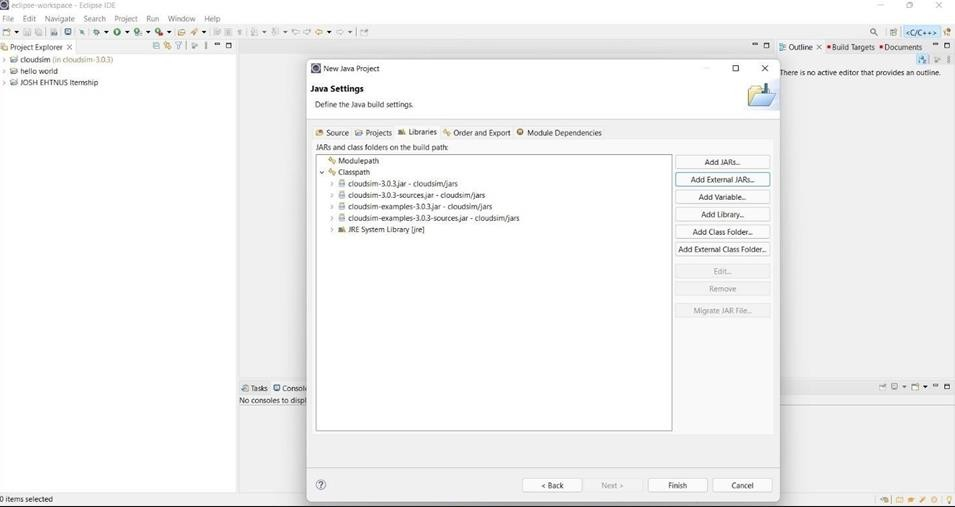 eclipse-workspace - Eclipse IDE
File Edit Navigate Search Project Run Window Help
<C/C++>
Project Explorer
cloudsim (in cloudsim-3.0.3)
hello world
JOSH EHTNUS Itemship
Outline Build Targets Documents
There is no active editor that provides an outline.
New Java Project
Java Settings
Define the Java build settings.
Source Projects Libraries Order and Export Module Dependencies
JARs and class folders on the build path:
Modulepath
Classpath
cloudsim-3.0.3.jar - cloudsim/jars
cloudsim-3.0.3-sources.jar - cloudsim/jars
cloudsim-examples-3.0.3.jar - cloudsim/jars
cloudsim-examples-3.0.3-sources.jar - cloudsim/jars
JRE System Library [jre]
Add JARs...
Add External JARs...
Add Variable...
Add Library...
Add Class Folder...
Add External Class Folder...
Edit...
Remove
Migrate JAR File...
Tasks Consol
No consoles to displ
< Back Next > Finish Cancel
0 items selected